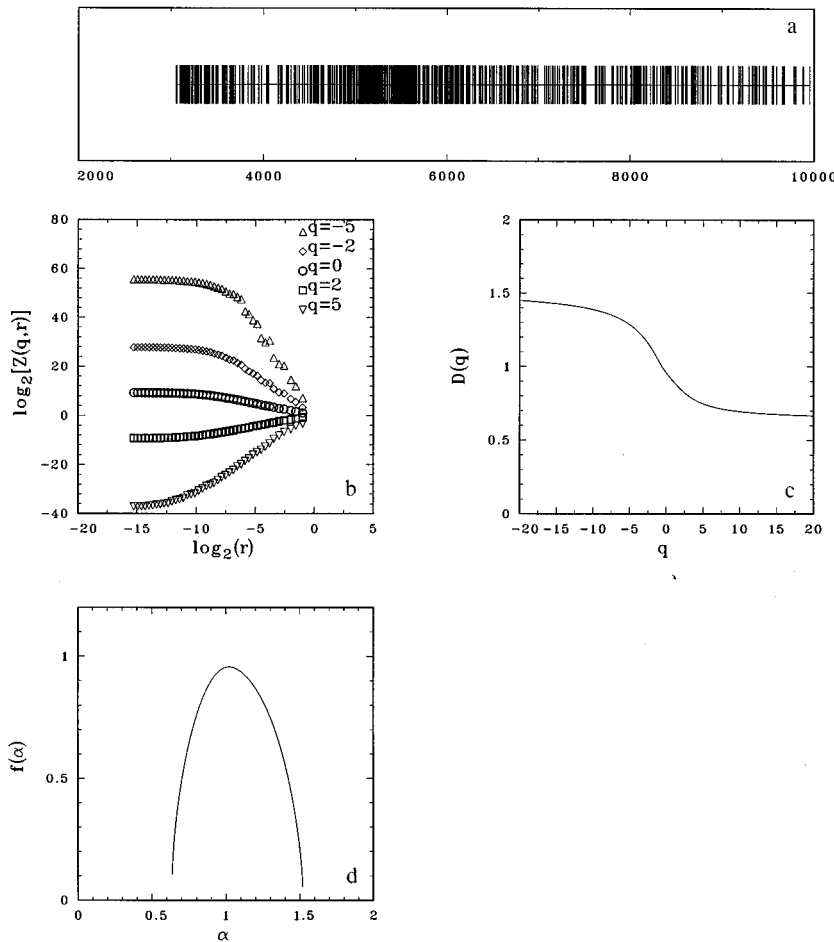 a
2000 4000 6000 8000 10000
80
60
40
20
0
−20
−40
log₂[Z(q,r)]
q=−5
q=−2
q=0
q=2
q=5
b
−20 −15 −10 −5 0 5
log₂(r)
2
1.5
1
0.5
0
D(q)
c
−20 −15 −10 −5 0 5 10 15 20
q
1
0.5
0
f(α)
d
0 0.5 1 1.5 2
α